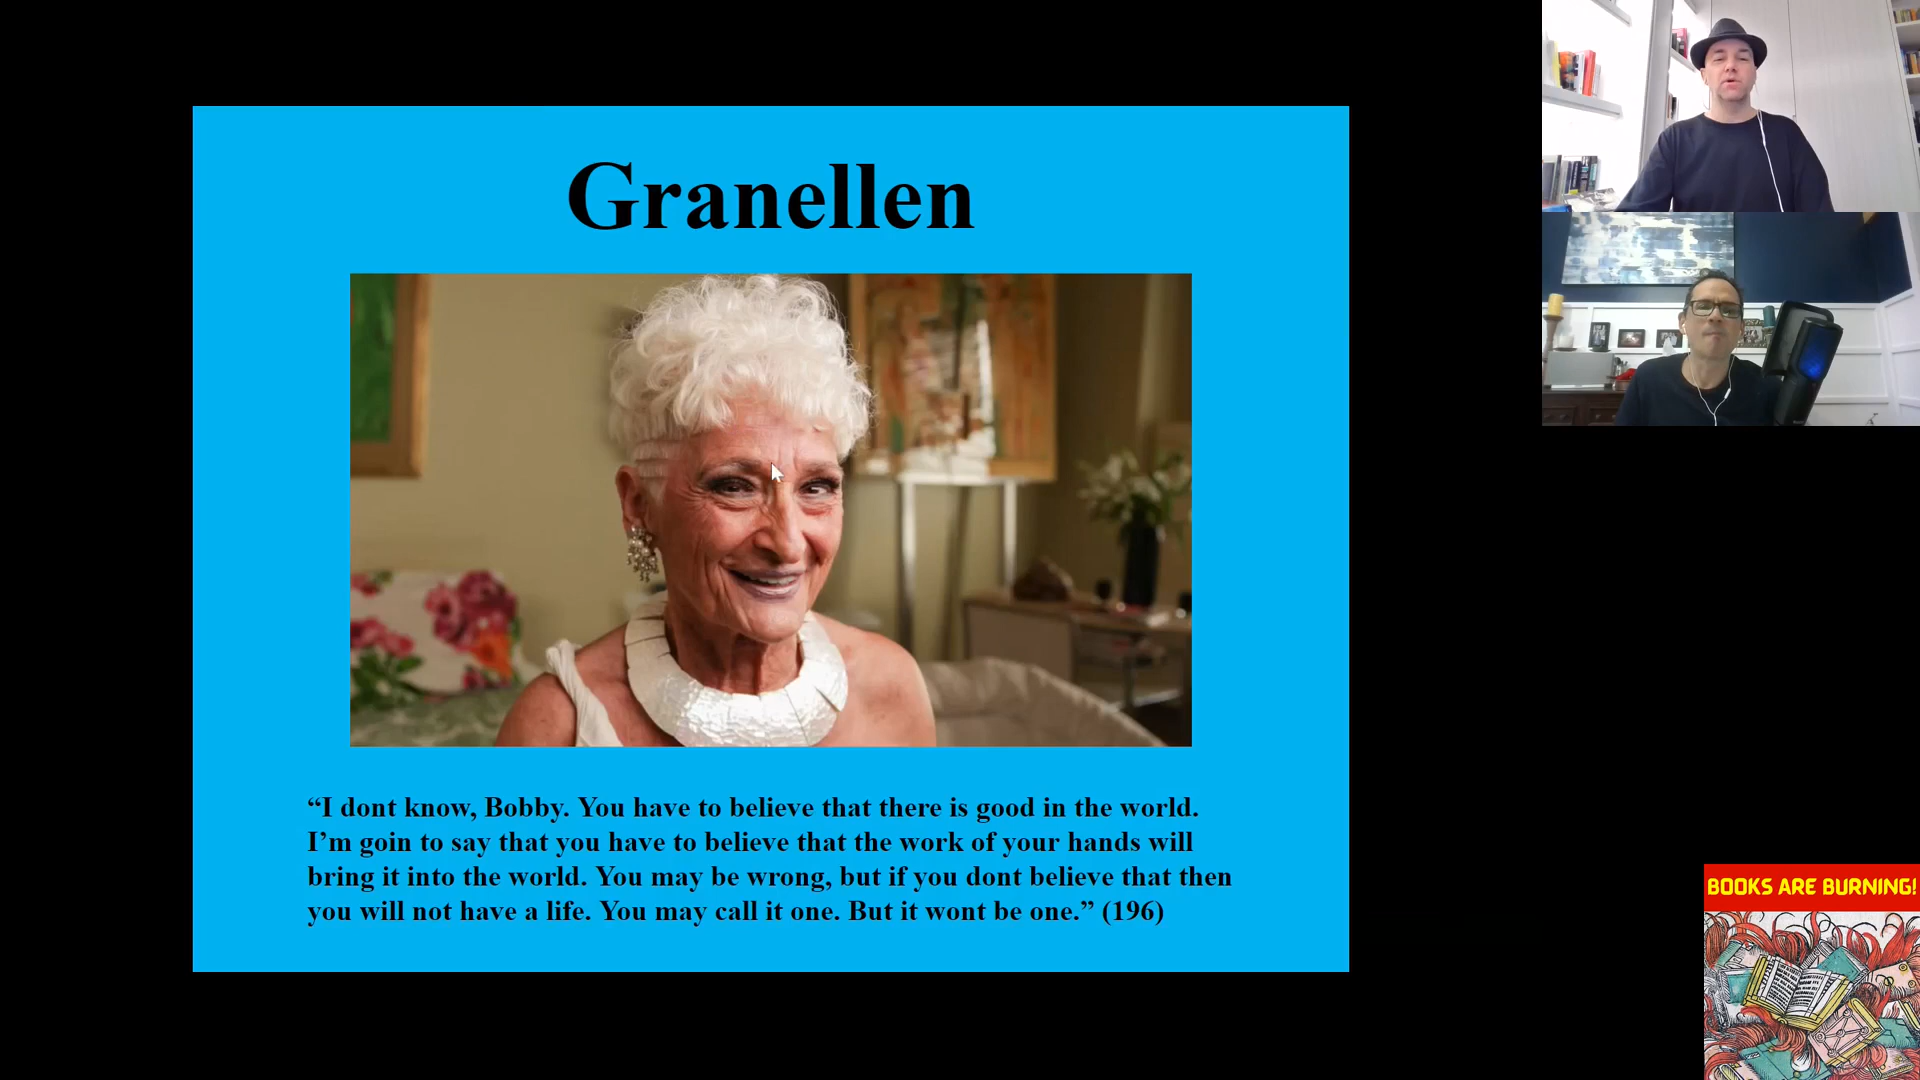 Granellen
“I dont know, Bobby. You have to believe that there is good in the world.
I’m goin to say that you have to believe that the work of your hands will
bring it into the world. You may be wrong, but if you dont believe that then
you will not have a life. You may call it one. But it wont be one.” (196)
BOOKS ARE BURNING!